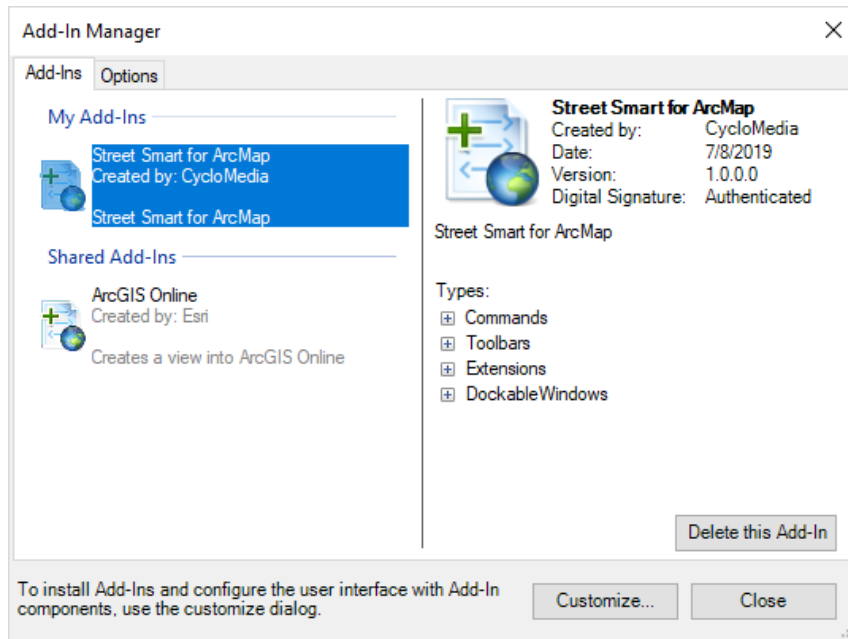 Add-In Manager
Add-Ins
Options
My Add-Ins
Street Smart for ArcMap
Created by: CycloMedia
Street Smart for ArcMap
Shared Add-Ins
ArcGIS Online
Created by: Esri
Creates a view into ArcGIS Online
Street Smart for ArcMap
Created by: CycloMedia
Date: 7/8/2019
Version: 1.0.0.0
Digital Signature: Authenticated
Street Smart for ArcMap
Types:
Commands
Toolbars
Extensions
DockableWindows
Delete this Add-In
To install Add-Ins and configure the user interface with Add-In
components, use the customize dialog.
Customize...
Close